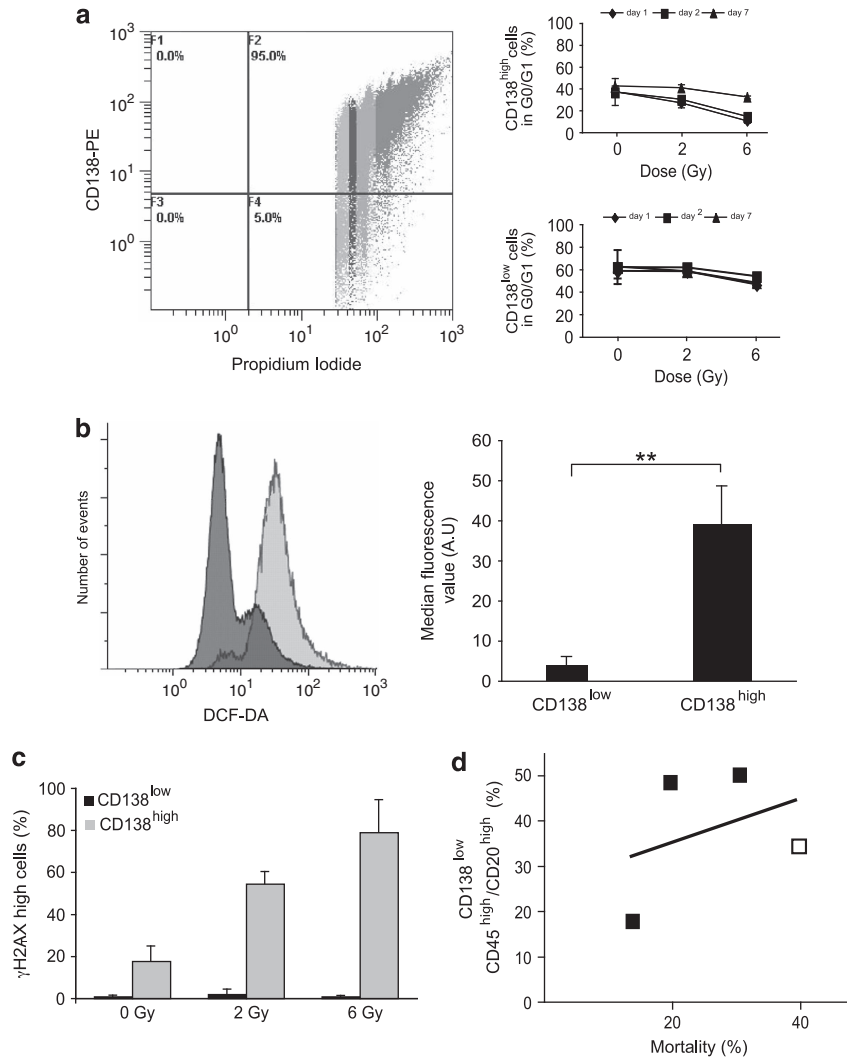 a
F1
0.0%
F2
95.0%
F3
0.0%
F4
5.0%
10³
10²
10¹
10⁰
CD138-PE
10⁰ 10¹ 10² 10³
Propidium Iodide
day 1 day 2 day 7
CD138high cells
in G0/G1 (%)
100
80
60
40
20
0
0 2 6
Dose (Gy)
day 1 day 2 day 7
CD138low cells
in G0/G1 (%)
0
20
40
60
80
100
0 2 6
Dose (Gy)
b
Number of events
10⁰ 10¹ 10² 10³
DCF-DA
Median fluorescence
value (A.U)
60
50
40
30
20
10
0
**
CD138low CD138high
c
γH2AX high cells (%)
100
80
60
40
20
0
CD138low
CD138high
0 Gy 2 Gy 6 Gy
d
CD138low
CD45high/CD20high (%)
50
40
30
20
10
0
20 40
Mortality (%)